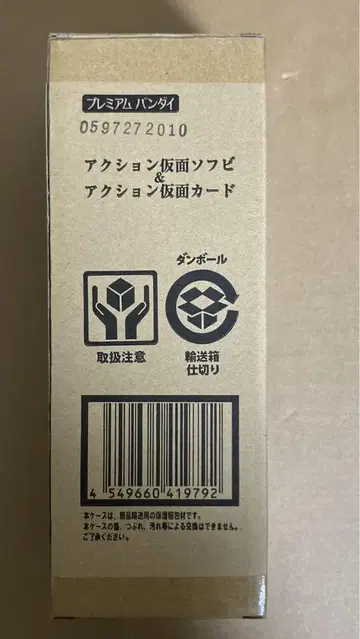 プレミアム バンダイ
0597272010
アクション仮面ソフビ
&
アクション仮面カード
ダンボール
取扱注意
輸送箱
仕切り
4 549660 419792
本ケースは、商品輸送用の保護梱包材です。
本ケースの傷、つぶれ、汚れ等による交換はできません。
ご了承ください。